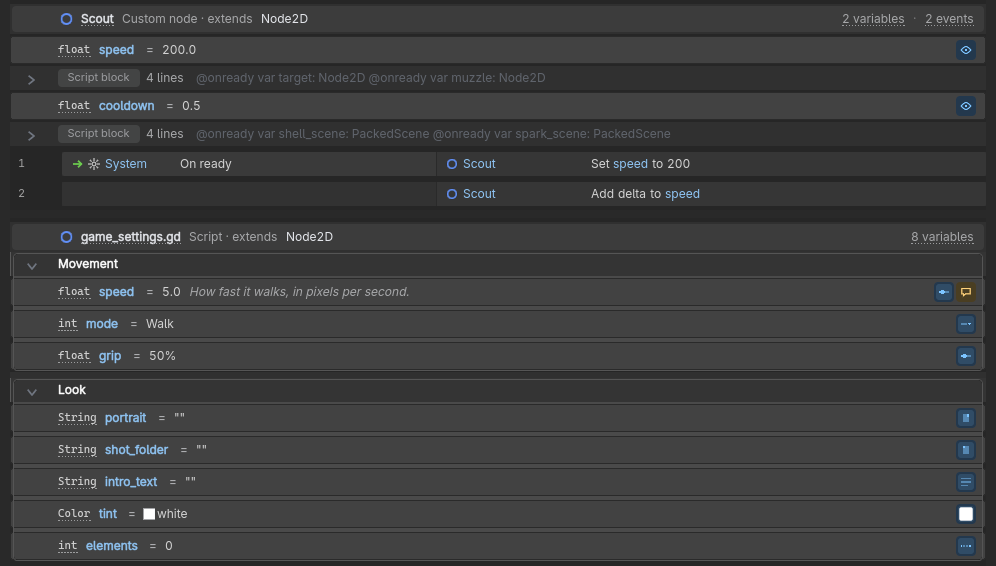 Scout Custom node · extends Node2D 2 variables · 2 events
float speed = 200.0
Script block 4 lines @onready var target: Node2D @onready var muzzle: Node2D
float cooldown = 0.5
Script block 4 lines @onready var shell_scene: PackedScene @onready var spark_scene: PackedScene
1 System On ready Scout Set speed to 200
2 Scout Add delta to speed
game_settings.gd Script · extends Node2D 8 variables
Movement
float speed = 5.0 How fast it walks, in pixels per second.
int mode = Walk
float grip = 50%
Look
String portrait = ""
String shot_folder = ""
String intro_text = ""
Color tint = white
int elements = 0